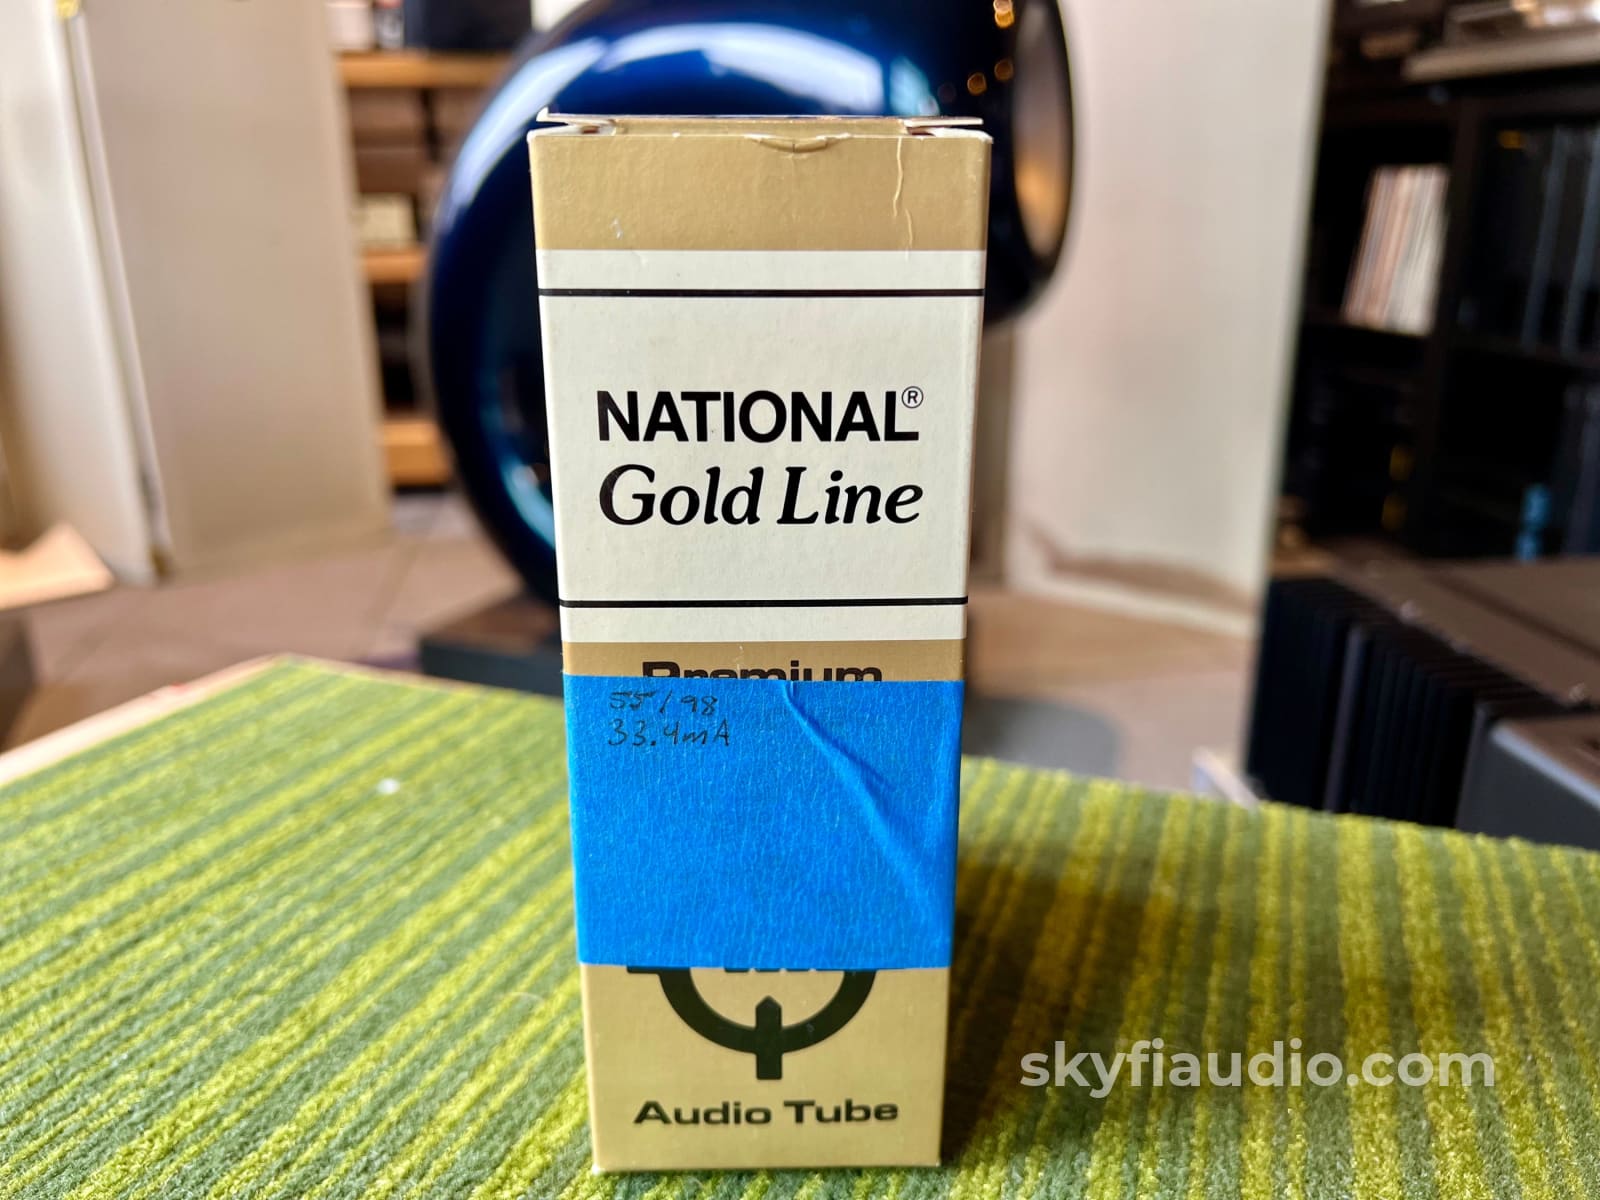 NATIONAL®
Gold Line
Premium
55/98
33.4mA
Audio Tube
skyfiaudio.com